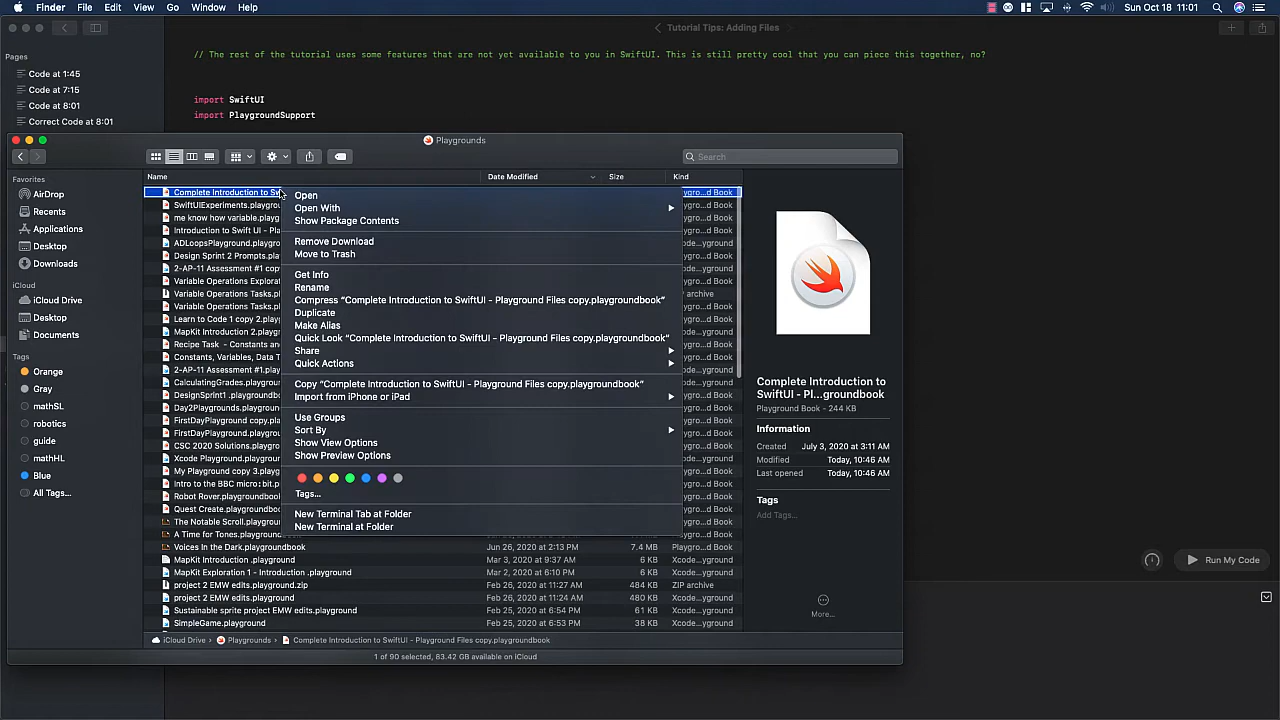 Finder File Edit View Go Window Help
Sun Oct 18 11:01
Tutorial Tips: Adding Files
Pages
Code at 1:45
Code at 7:15
Code at 8:01
Correct Code at 8:01
// The rest of the tutorial uses some features that are not yet available to you in SwiftUI. This is still pretty cool that you can piece this together, no?
import SwiftUI
import PlaygroundSupport
Playgrounds
Search
Favorites
AirDrop
Recents
Applications
Desktop
Downloads
iCloud
iCloud Drive
Desktop
Documents
Tags
Orange
Gray
mathSL
robotics
guide
mathHL
Blue
All Tags...
Name Date Modified Size Kind
Complete Introduction to Sw ygro...d Book
SwiftUIExperiments.playgro
me know how variable.playg
Introduction to Swift UI - Pla
ADLoopsPlayground.playgro
Design Sprint 2 Prompts.pla
2-AP-11 Assessment #1 cop
Variable Operations Explorat
Variable Operations Tasks.pl
Variable Operations Tasks.pl
Learn to Code 1 copy 2.play
MapKit Introduction 2.playgr
Recipe Task - Constants an
Constants, Variables, Data T
2-AP-11 Assessment #1.play
CalculatingGrades.playgroun
DesignSprint1 .playground
Day2Playgrounds.playground
FirstDayPlayground copy.pla
FirstDayPlayground.playgro
CSC 2020 Solutions.playgro
Xcode Playground.playgroun
My Playground copy 3.playg
Intro to the BBC micro:bit.p
Robot Rover.playgroundboo
Quest Create.playgroundboo
The Notable Scroll.playgroun
A Time for Tones.playground
Voices In the Dark.playgroundbook Jun 26, 2020 at 2:13 PM 7.4 MB Playgro...d Book
MapKit Introduction.playground Mar 3, 2020 at 9:37 AM 6 KB Xcode...yground
MapKit Exploration 1 - Introduction .playground Mar 2, 2020 at 6:10 PM 6 KB Xcode...yground
project 2 EMW edits.playground.zip Feb 26, 2020 at 11:27 AM 484 KB ZIP archive
project 2 EMW edits.playground Feb 26, 2020 at 11:24 AM 480 KB Xcode...yground
Sustainable sprite project EMW edits.playground Feb 25, 2020 at 6:54 PM 61 KB Xcode...yground
SimpleGame.playground Feb 25, 2020 at 6:53 PM 38 KB Xcode...yground
Open
Open With
Show Package Contents
Remove Download
Move to Trash
Get Info
Rename
Compress “Complete Introduction to SwiftUI - Playground Files copy.playgroundbook”
Duplicate
Make Alias
Quick Look “Complete Introduction to SwiftUI - Playground Files copy.playgroundbook”
Share
Quick Actions
Copy “Complete Introduction to SwiftUI - Playground Files copy.playgroundbook”
Import from iPhone or iPad
Use Groups
Sort By
Show View Options
Show Preview Options
Tags...
New Terminal Tab at Folder
New Terminal at Folder
Complete Introduction to
SwiftUI - Pl...groundbook
Playground Book - 244 KB
Information
Created July 3, 2020 at 3:11 AM
Modified Today, 10:46 AM
Last opened Today, 10:46 AM
Tags
Add Tags...
More...
Run My Code
iCloud Drive › Playgrounds › Complete Introduction to SwiftUI - Playground Files copy.playgroundbook
1 of 90 selected, 83.42 GB available on iCloud